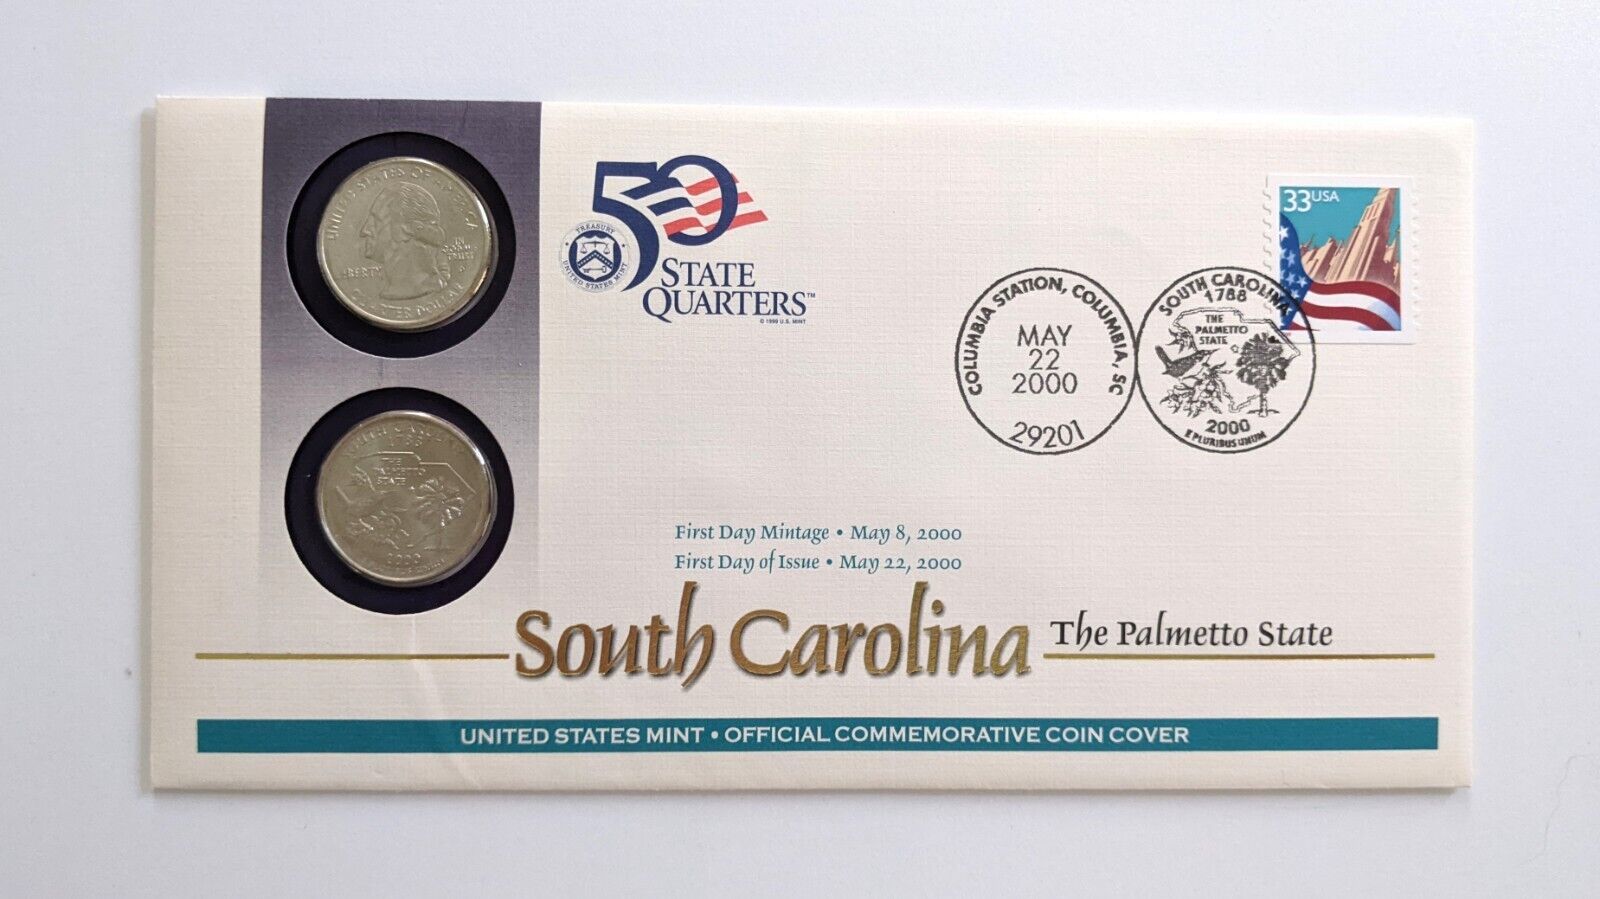 UNITED STATES OF AMERICA
LIBERTY
IN
GOD WE
TRUST
QUARTER DOLLAR
SOUTH CAROLINA
1788
THE
PALMETTO
STATE
2000
50
TREASURY
UNITED STATES MINT
STATE
QUARTERS™
© 1999 U.S. MINT
33USA
COLUMBIA STATION, COLUMBIA, SC
MAY
22
2000
29201
SOUTH CAROLINA
1788
THE
PALMETTO
STATE
2000
E PLURIBUS UNUM
First Day Mintage • May 8, 2000
First Day of Issue • May 22, 2000
South Carolina The Palmetto State
UNITED STATES MINT • OFFICIAL COMMEMORATIVE COIN COVER